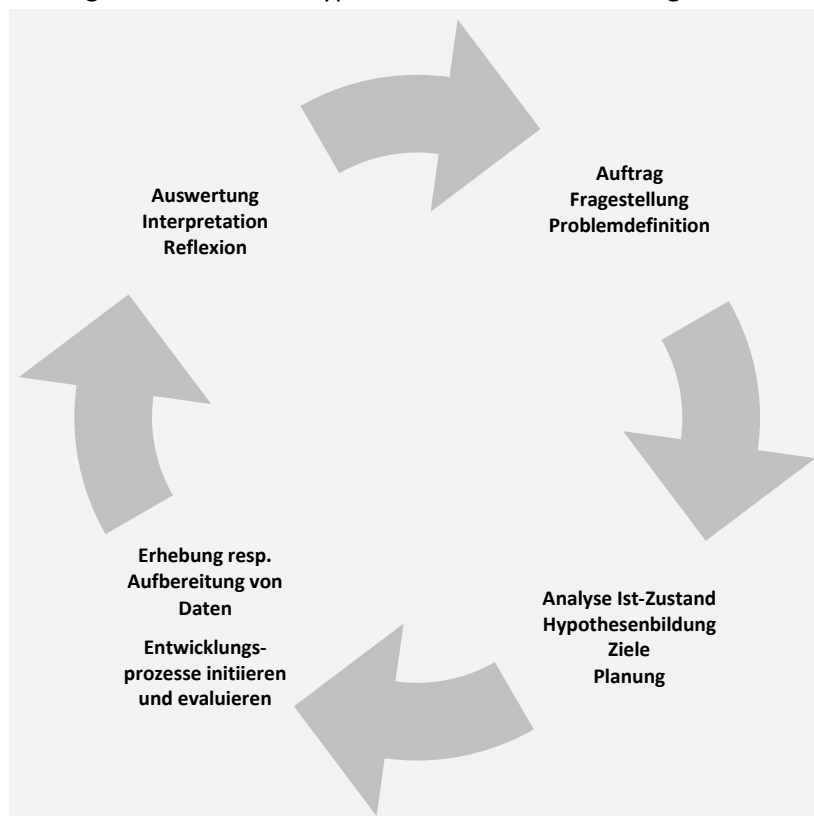 Auswertung
Interpretation
Reflexion
Auftrag
Fragestellung
Problemdefinition
Erhebung resp.
Aufbereitung von
Daten
Entwicklungs-
prozesse initiieren
und evaluieren
Analyse Ist-Zustand
Hypothesenbildung
Ziele
Planung